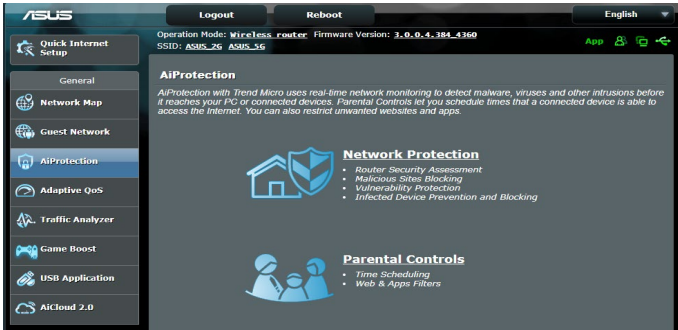 ASUS
Logout
Reboot
English
Quick Internet
Setup
Operation Mode: Wireless router Firmware Version: 3.0.0.4.384_4360
SSID: ASUS_2G ASUS_5G
App
General
Network Map
Guest Network
AiProtection
Adaptive QoS
Traffic Analyzer
Game Boost
USB Application
AiCloud 2.0
AiProtection
AiProtection with Trend Micro uses real-time network monitoring to detect malware, viruses and other intrusions before
it reaches your PC or connected devices. Parental Controls let you schedule times that a connected device is able to
access the Internet. You can also restrict unwanted websites and apps.
Network Protection
• Router Security Assessment
• Malicious Sites Blocking
• Vulnerability Protection
• Infected Device Prevention and Blocking
Parental Controls
• Time Scheduling
• Web & Apps Filters